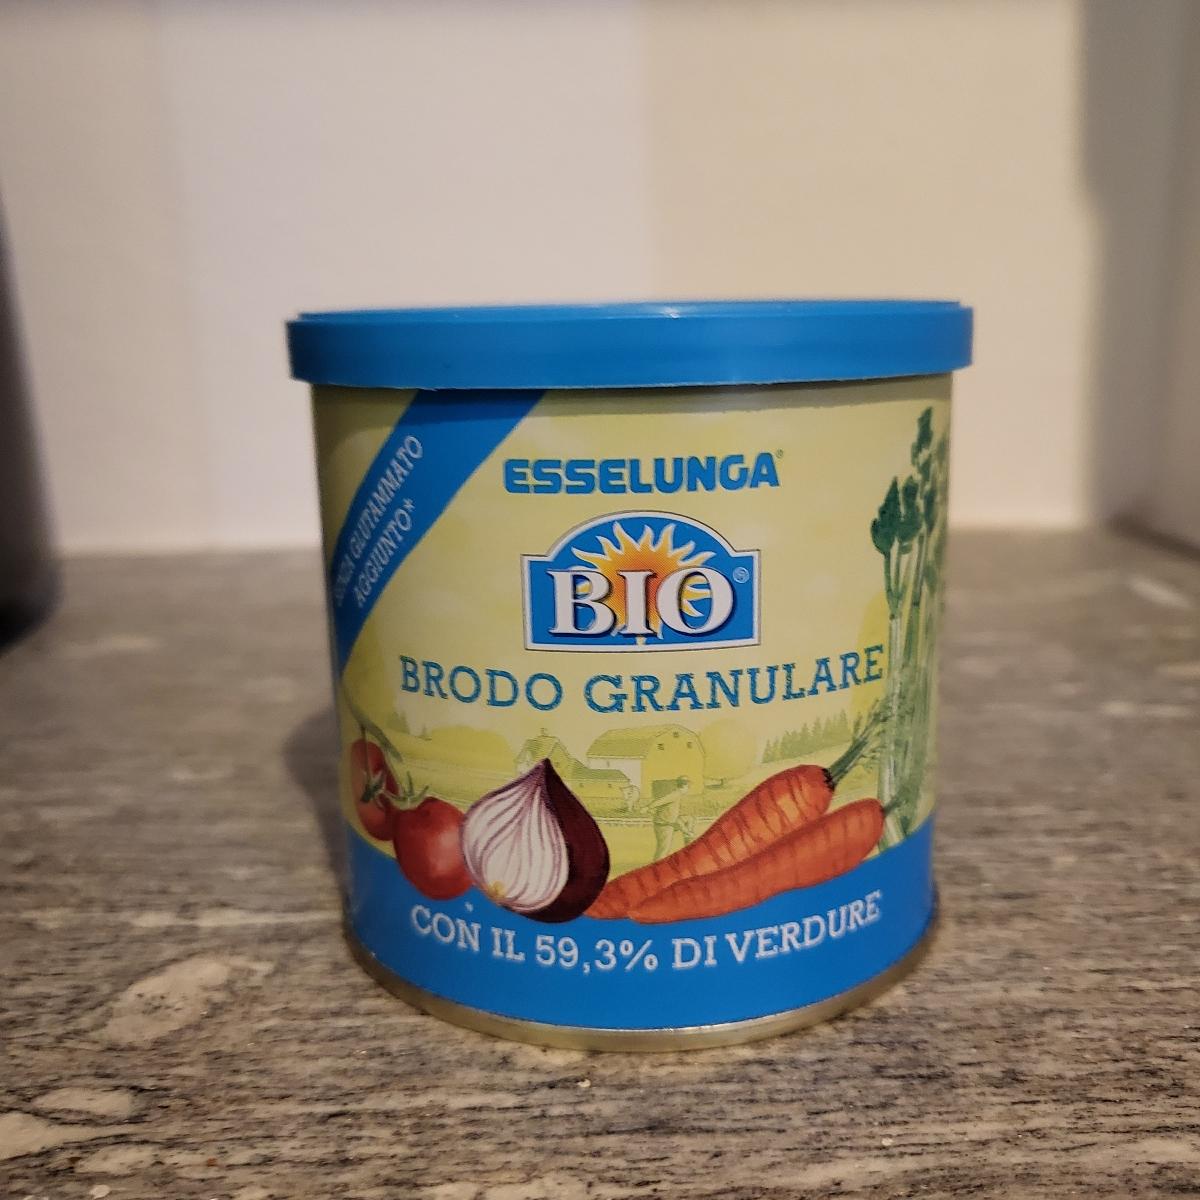 SENZA GLUTAMMATO
AGGIUNTO*
ESSELUNGA®
BIO®
BRODO GRANULARE
CON IL 59,3% DI VERDURE